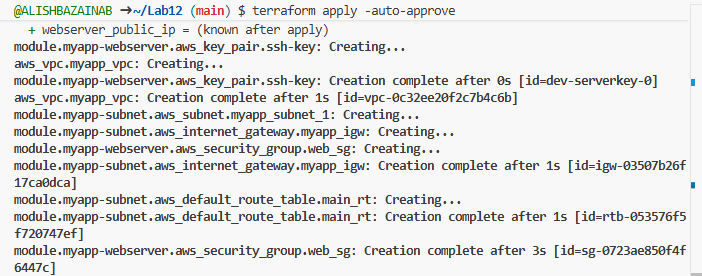 @ALISHBAZAINAB →~/Lab12 (main) $ terraform apply -auto-approve
+ webserver_public_ip = (known after apply)
module.myapp-webserver.aws_key_pair.ssh-key: Creating...
aws_vpc.myapp_vpc: Creating...
module.myapp-webserver.aws_key_pair.ssh-key: Creation complete after 0s [id=dev-serverkey-0]
aws_vpc.myapp_vpc: Creation complete after 1s [id=vpc-0c32ee20f2c7b4c6b]
module.myapp-subnet.aws_subnet.myapp_subnet_1: Creating...
module.myapp-subnet.aws_internet_gateway.myapp_igw: Creating...
module.myapp-webserver.aws_security_group.web_sg: Creating...
module.myapp-subnet.aws_internet_gateway.myapp_igw: Creation complete after 1s [id=igw-03507b26f
17ca0dca]
module.myapp-subnet.aws_default_route_table.main_rt: Creating...
module.myapp-subnet.aws_default_route_table.main_rt: Creation complete after 1s [id=rtb-053576f5
f720747ef]
module.myapp-webserver.aws_security_group.web_sg: Creation complete after 3s [id=sg-0723ae850f4f
6447c]